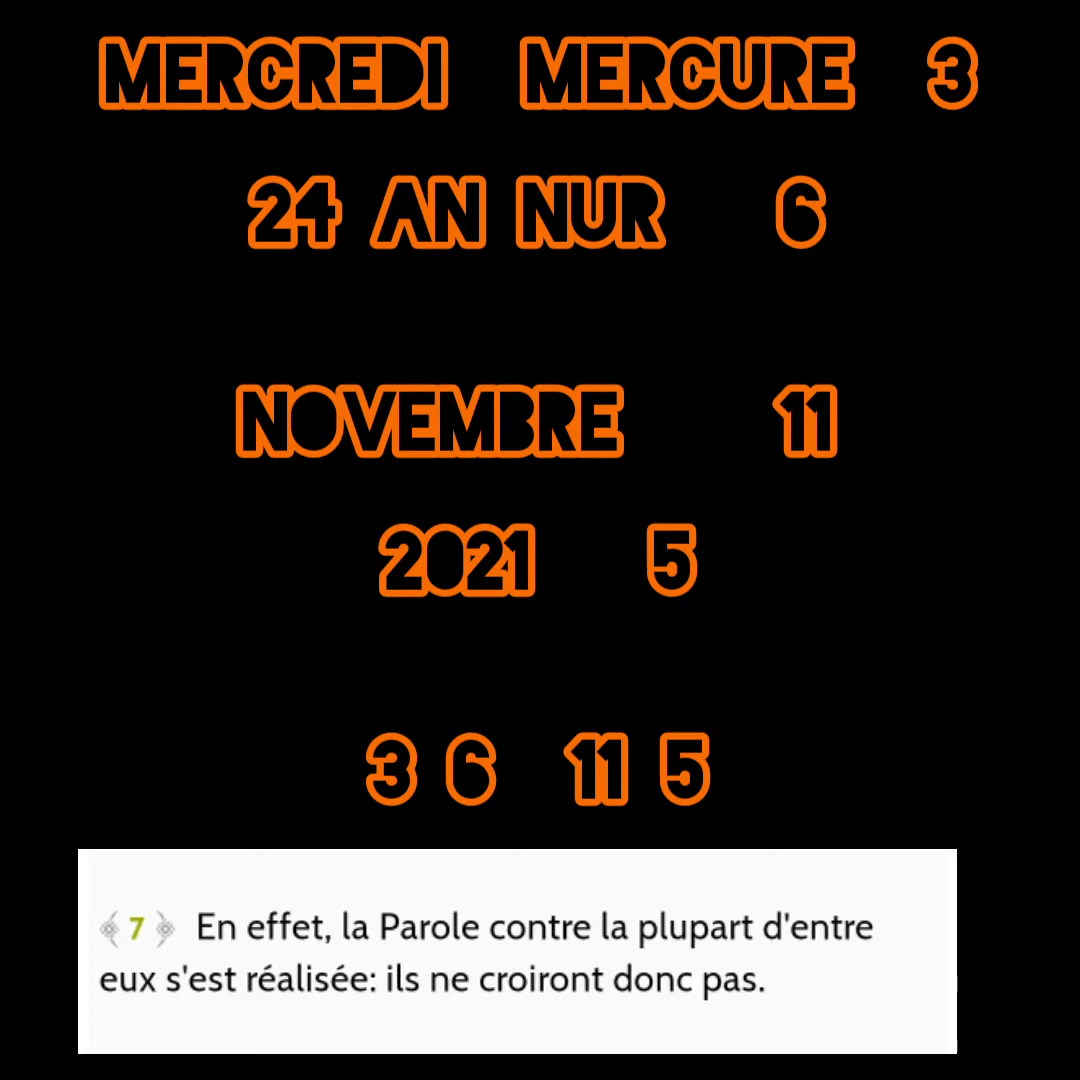 MERCREDI MERCURE 3
24 AN NUR 6
NOVEMBRE 11
2021 5
3 6 11 5
﴾ 7 ﴿ En effet, la Parole contre la plupart d'entre
eux s'est réalisée: ils ne croiront donc pas.